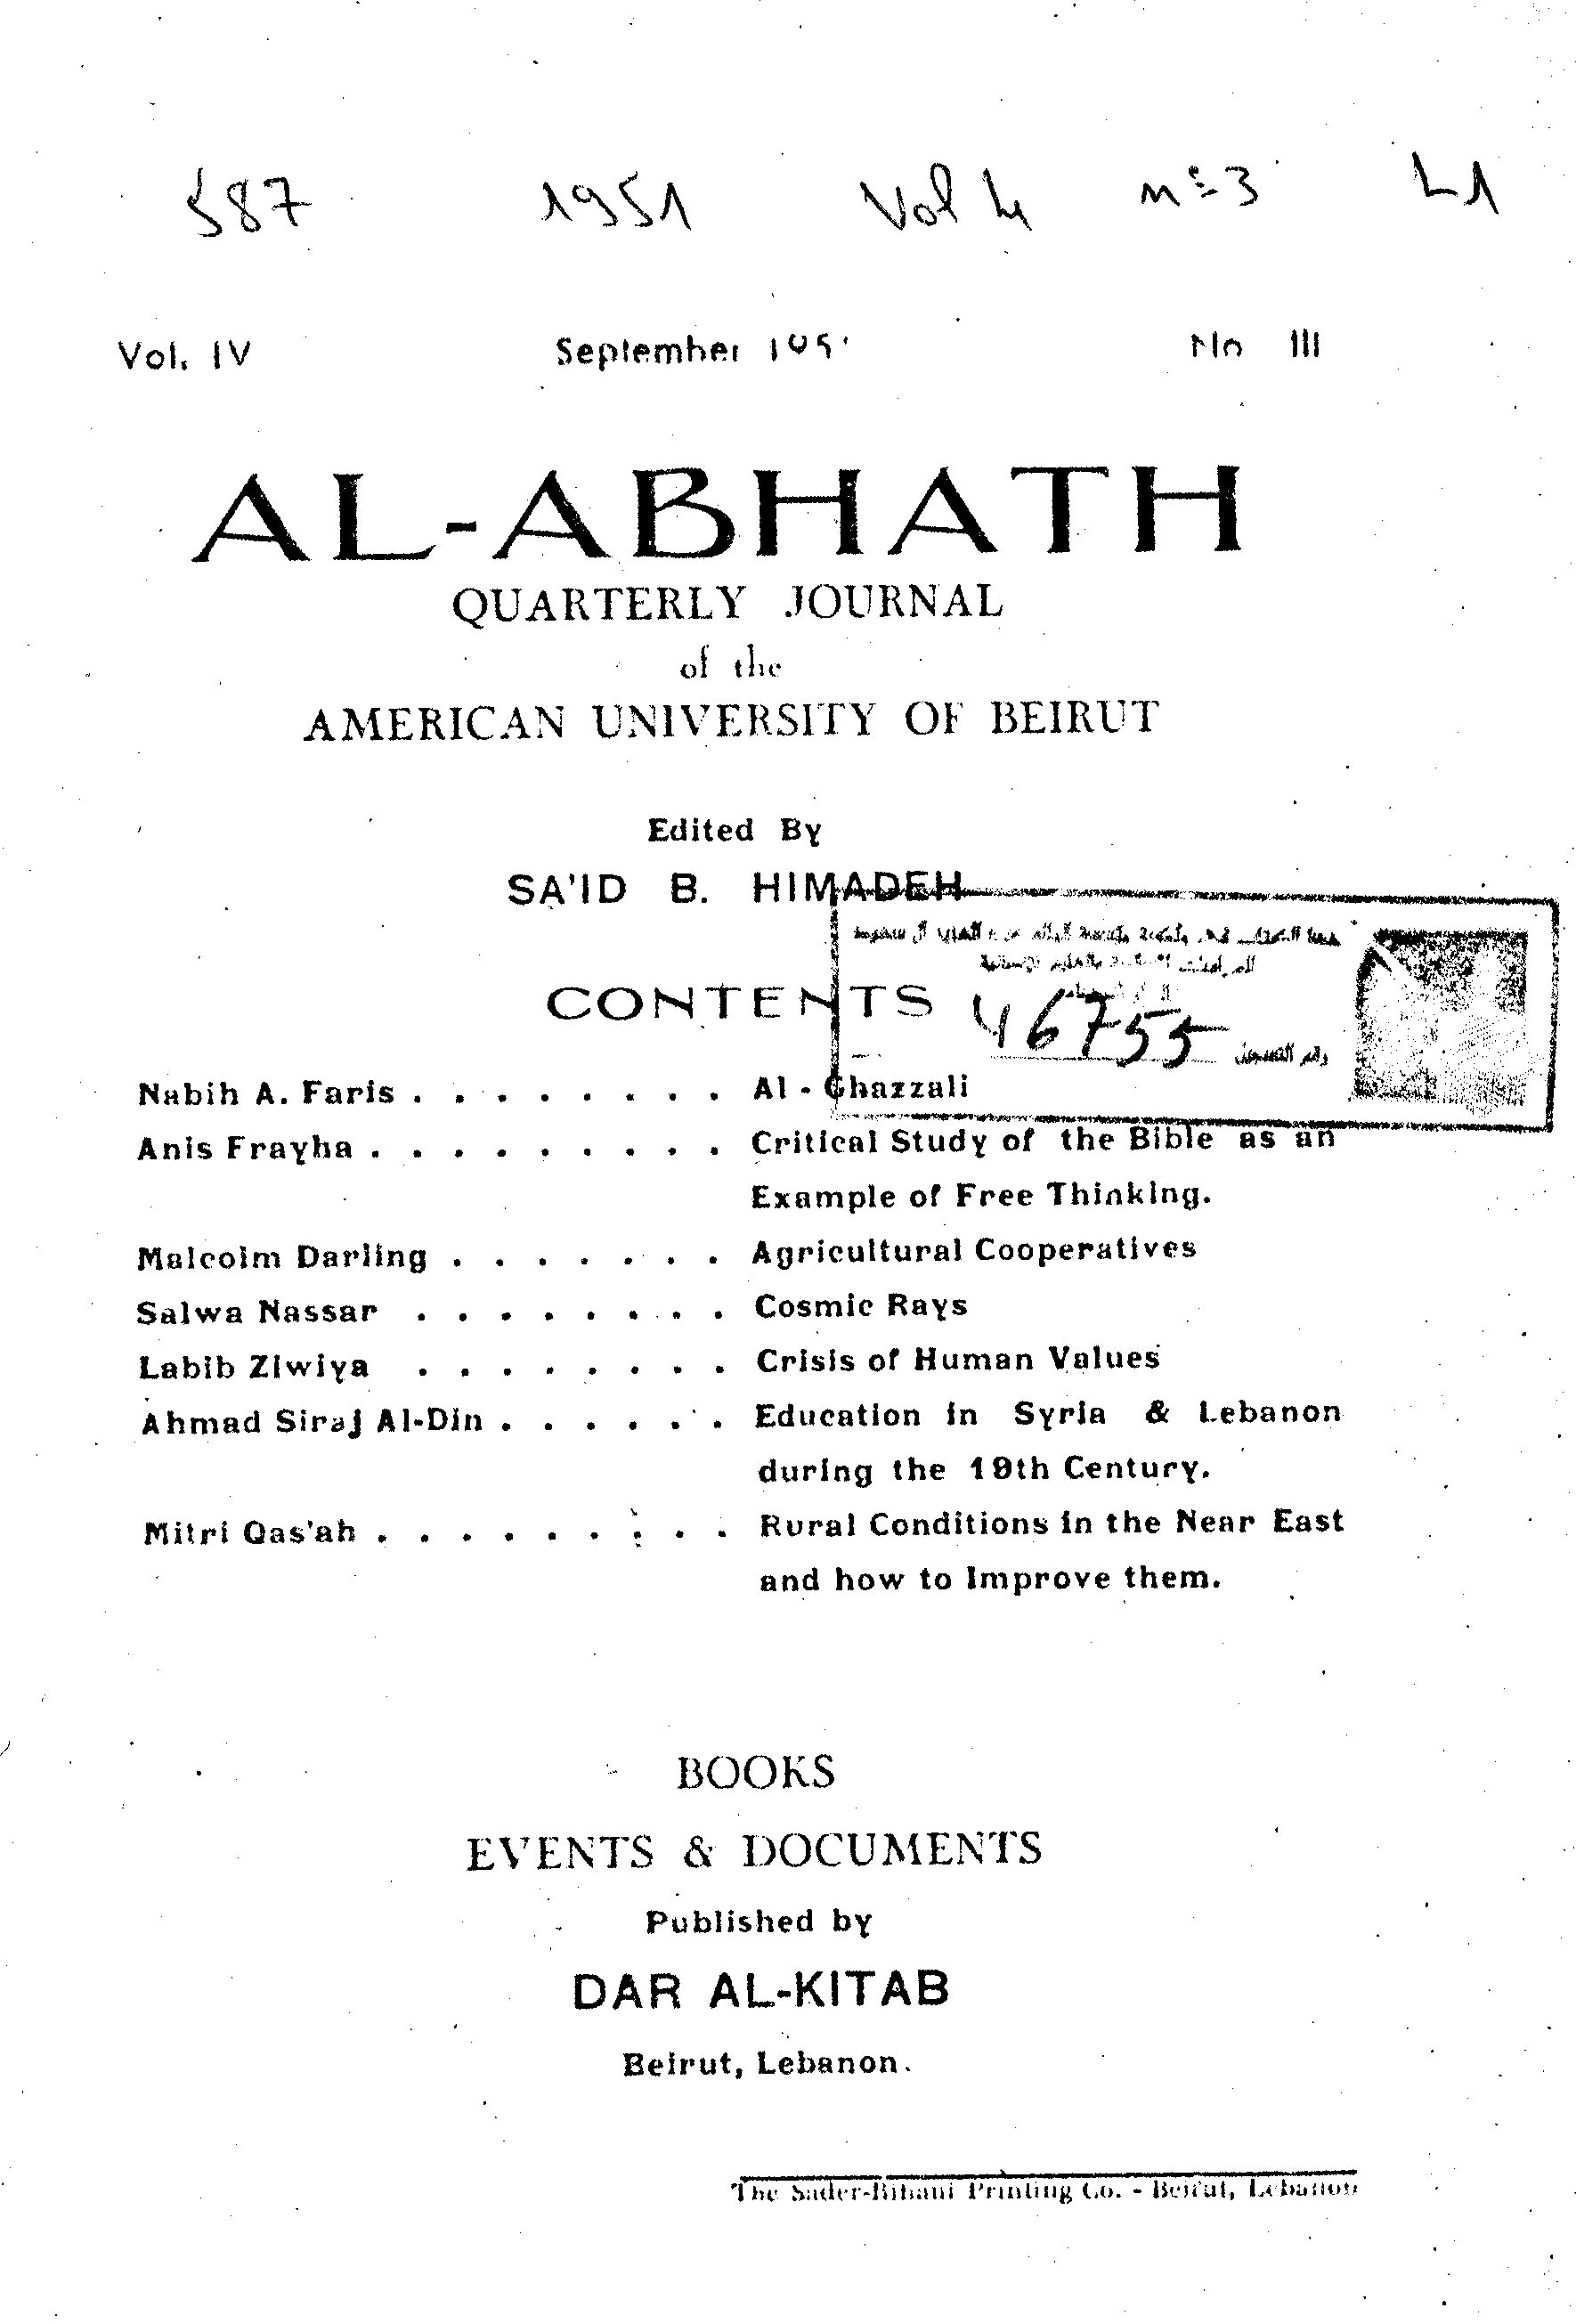 587 1951 Vol 4 n° 3 L1
Vol. IV September 1951 No III
AL-ABHATH
QUARTERLY JOURNAL
of the
AMERICAN UNIVERSITY OF BEIRUT
Edited By
SA'ID B. HIMADEH
CONTENTS
46755
رقم التسجيل
Nabih A. Faris . . . . . . . . Al - Ghazzali
Anis Frayha . . . . . . . . . Critical Study of the Bible as an
Example of Free Thinking.
Malcolm Darling . . . . . . . Agricultural Cooperatives
Salwa Nassar . . . . . . . . Cosmic Rays
Labib Ziwiya . . . . . . . . Crisis of Human Values
Ahmad Siraj Al-Din . . . . . . Education in Syria & Lebanon
during the 19th Century.
Mitri Qas'ah . . . . . . . . . Rural Conditions in the Near East
and how to Improve them.
BOOKS
EVENTS & DOCUMENTS
Published by
DAR AL-KITAB
Beirut, Lebanon.
The Sader-Rihani Printing Co. - Beirut, Lebanon